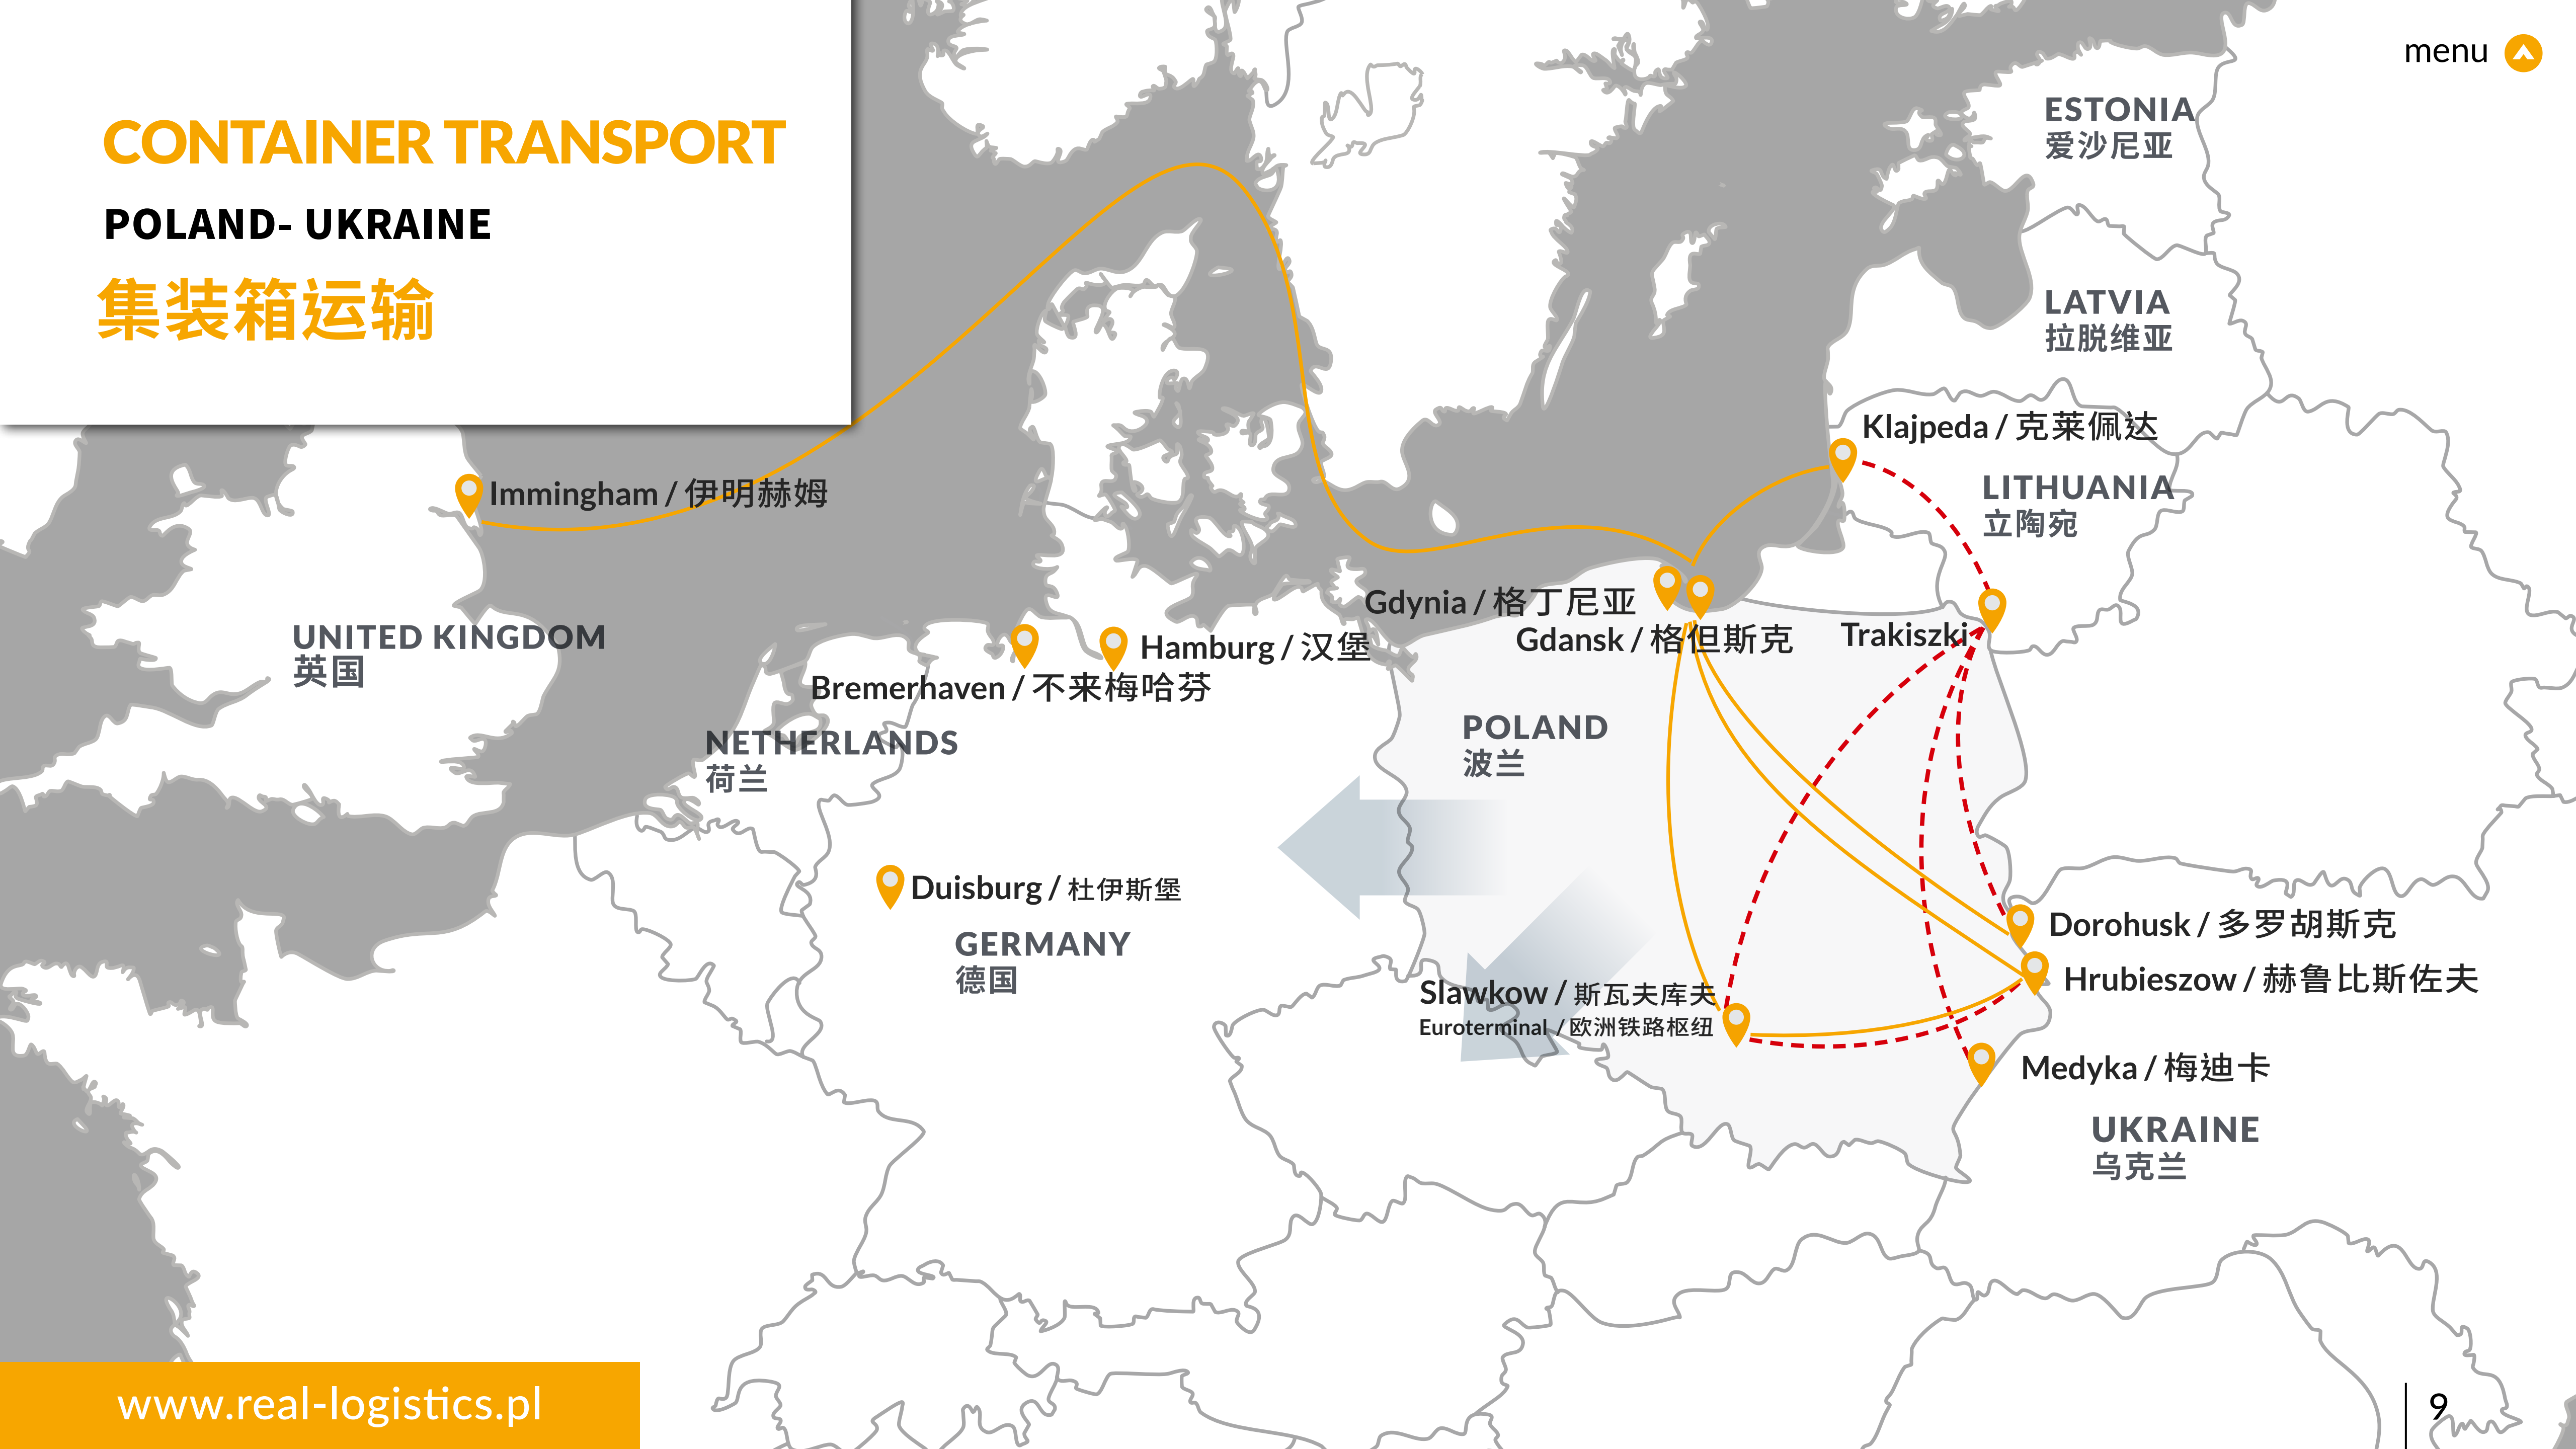 menu
CONTAINER TRANSPORT
POLAND- UKRAINE
集装箱运输
ESTONIA
爱沙尼亚
LATVIA
拉脱维亚
Klajpeda / 克莱佩达
LITHUANIA
立陶宛
Immingham / 伊明赫姆
UNITED KINGDOM
英国
Gdynia / 格丁尼亚
Gdansk / 格但斯克
Trakiszki
Hamburg / 汉堡
Bremerhaven / 不来梅哈芬
NETHERLANDS
荷兰
POLAND
波兰
Duisburg / 杜伊斯堡
GERMANY
德国
Dorohusk / 多罗胡斯克
Hrubieszow / 赫鲁比斯佐夫
Slawkow / 斯瓦夫库夫
Euroterminal / 欧洲铁路枢纽
Medyka / 梅迪卡
UKRAINE
乌克兰
www.real-logistics.pl
9